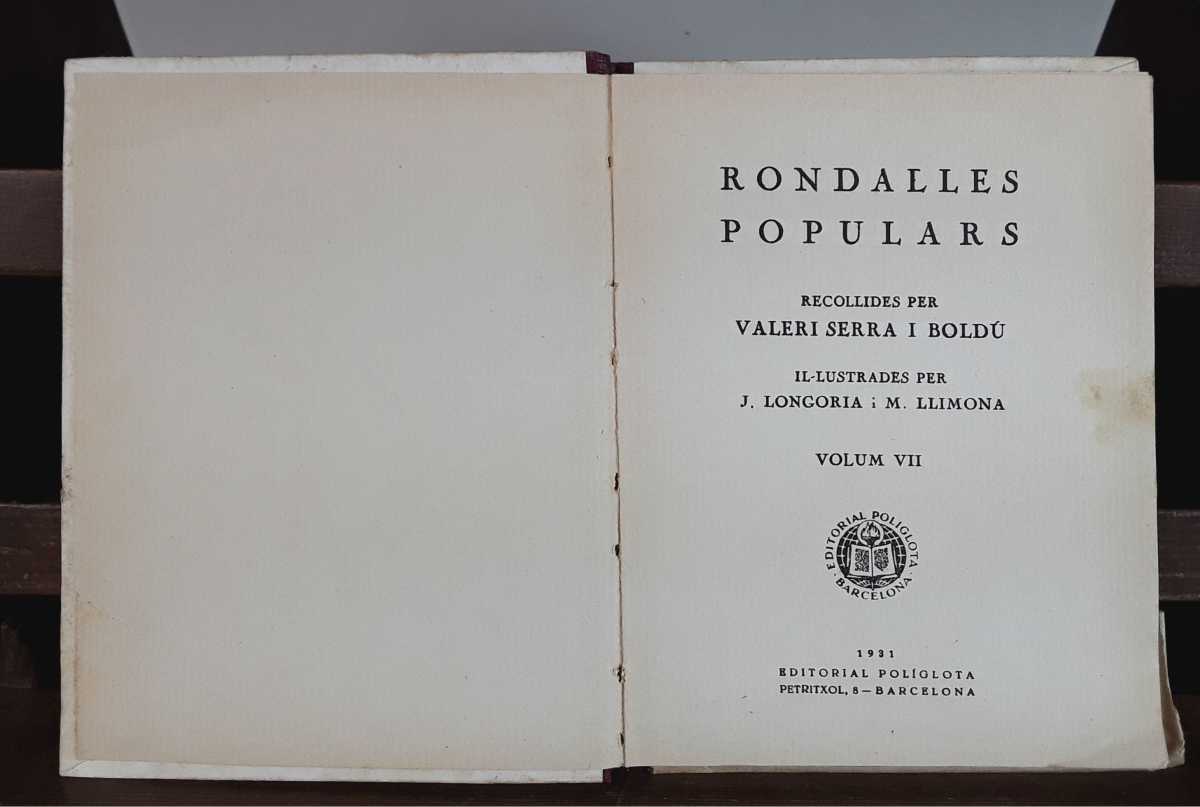 RONDALLES
POPULARS
RECOLLIDES PER
VALERI SERRA I BOLDÚ
IL-LUSTRADES PER
J. LONGORIA i M. LLIMONA
VOLUM VII
EDITORIAL POLÍGLOTA
· BARCELONA ·
1931
EDITORIAL POLÍGLOTA
PETRITXOL, 8 — BARCELONA